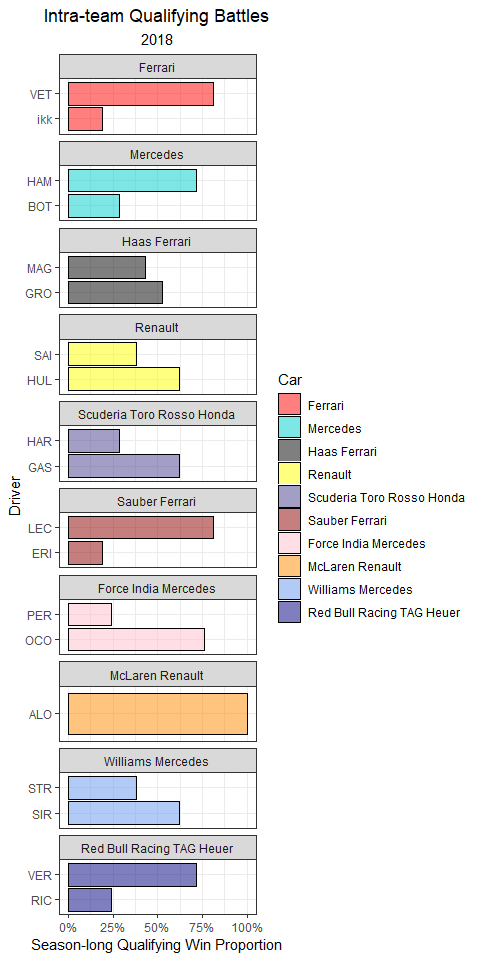 Intra-team Qualifying Battles
2018
Ferrari
VET
ikk
Mercedes
HAM
BOT
Haas Ferrari
MAG
GRO
Renault
SAI
HUL
Scuderia Toro Rosso Honda
HAR
GAS
Sauber Ferrari
LEC
ERI
Force India Mercedes
PER
OCO
McLaren Renault
ALO
Williams Mercedes
STR
SIR
Red Bull Racing TAG Heuer
VER
RIC
0% 25% 50% 75% 100%
Season-long Qualifying Win Proportion
Driver
Car
Ferrari
Mercedes
Haas Ferrari
Renault
Scuderia Toro Rosso Honda
Sauber Ferrari
Force India Mercedes
McLaren Renault
Williams Mercedes
Red Bull Racing TAG Heuer